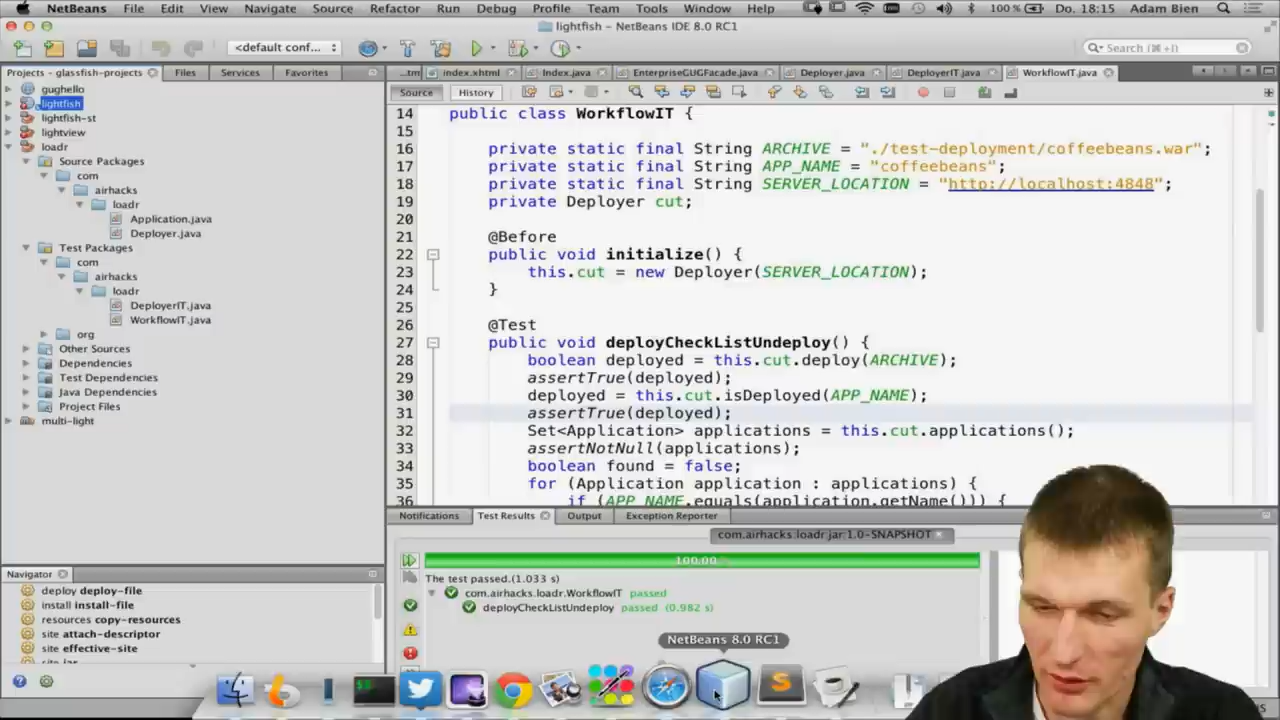 NetBeans File Edit View Navigate Source Refactor Run Debug Profile Team Tools Window Help 100 % Do. 18:15 Adam Bien
lightfish - NetBeans IDE 8.0 RC1
<default conf... Search (⌘+I)
Projects - glassfish-projects Files Services Favorites
...tm index.xhtml Index.java EnterpriseGUGFacade.java Deployer.java DeployerIT.java WorkflowIT.java
Source History
gughello
lightfish
lightfish-st
lightview
loadr
Source Packages
com
airhacks
loadr
Application.java
Deployer.java
Test Packages
com
airhacks
loadr
DeployerIT.java
WorkflowIT.java
org
Other Sources
Dependencies
Test Dependencies
Java Dependencies
Project Files
multi-light
14 public class WorkflowIT {
15
16 private static final String ARCHIVE = "./test-deployment/coffeebeans.war";
17 private static final String APP_NAME = "coffeebeans";
18 private static final String SERVER_LOCATION = "http://localhost:4848";
19 private Deployer cut;
20
21 @Before
22 public void initialize() {
23 this.cut = new Deployer(SERVER_LOCATION);
24 }
25
26 @Test
27 public void deployCheckListUndeploy() {
28 boolean deployed = this.cut.deploy(ARCHIVE);
29 assertTrue(deployed);
30 deployed = this.cut.isDeployed(APP_NAME);
31 assertTrue(deployed);
32 Set<Application> applications = this.cut.applications();
33 assertNotNull(applications);
34 boolean found = false;
35 for (Application application : applications) {
36 if (APP_NAME.equals(application.getName())) {
Navigator
deploy deploy-file
install install-file
resources copy-resources
site attach-descriptor
site effective-site
site jar
Notifications Test Results Output Exception Reporter
com.airhacks:loadr:jar:1.0-SNAPSHOT
100.00
The test passed.(1.033 s)
com.airhacks.loadr.WorkflowIT passed
deployCheckListUndeploy passed (0.982 s)
NetBeans 8.0 RC1